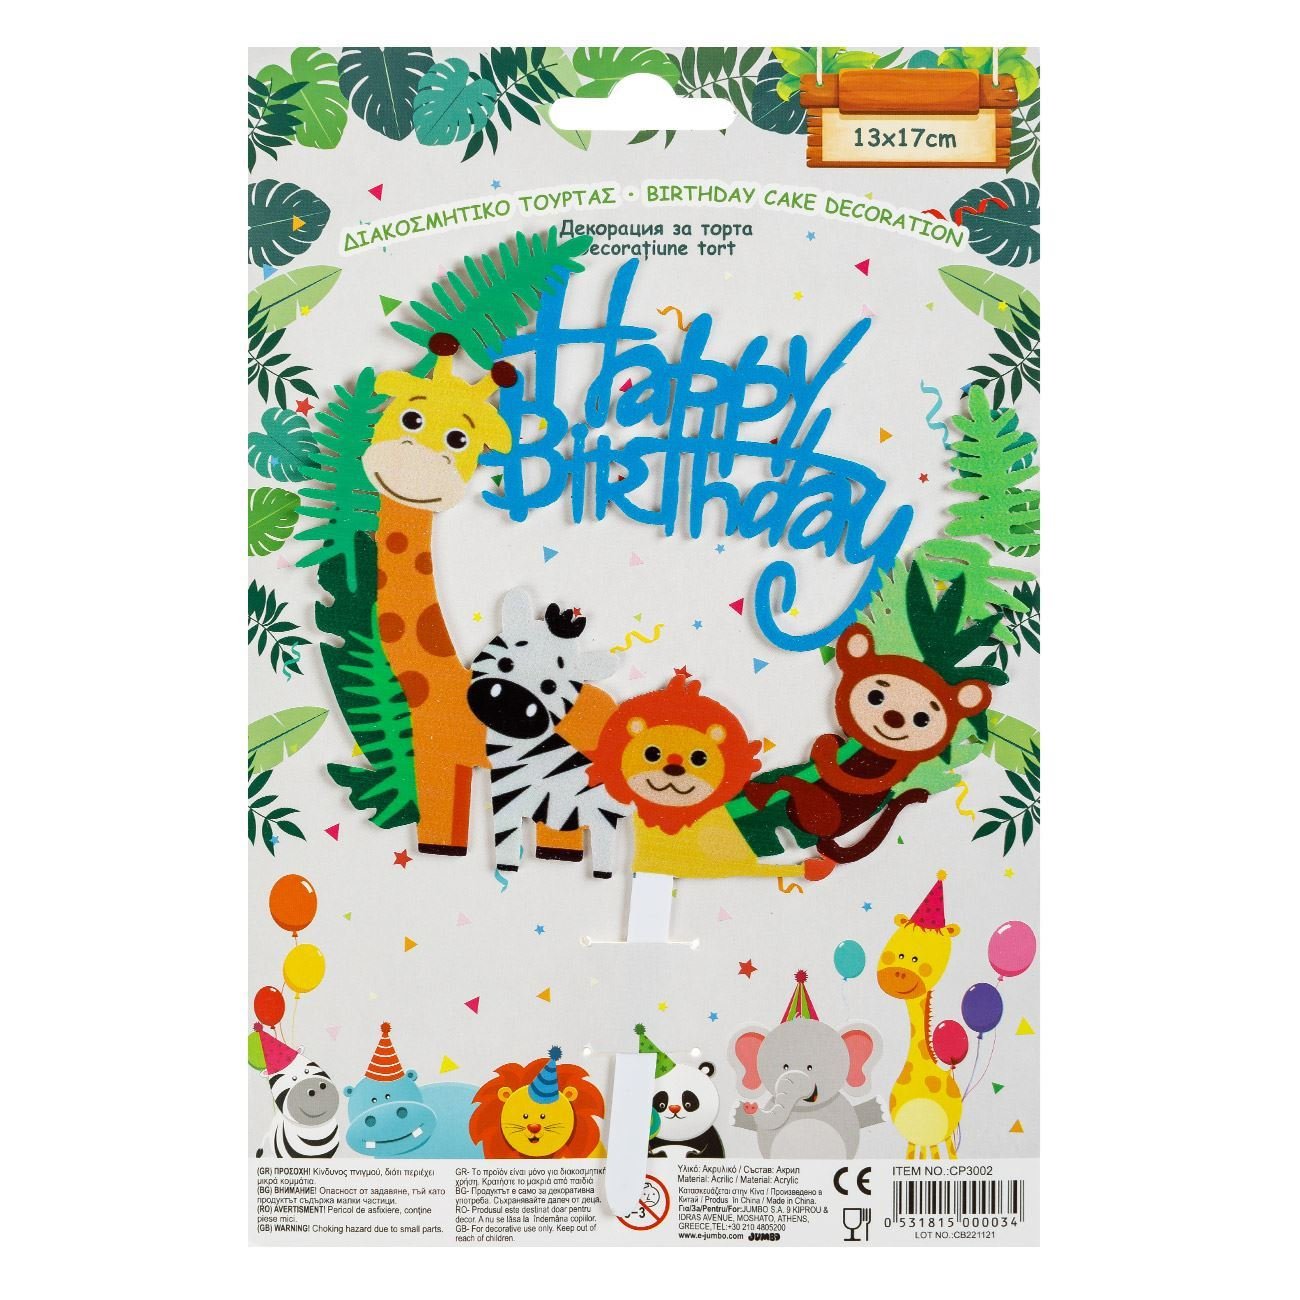 13x17cm
ΔΙΑΚΟΣΜΗΤΙΚΟ ΤΟΥΡΤΑΣ · BIRTHDAY CAKE DECORATION
Декорация за торта
ecorațiune tort
Happy
Birthday
(GR) ΠΡΟΣΟΧΗ! Κίνδυνος πνιγμού, διότι περιέχει
μικρά κομμάτια.
(BG) ВНИМАНИЕ! Опасност от задавяне, тъй като
продуктът съдържа малки частици.
(RO) AVERTISMENT! Pericol de asfixiere, conține
piese mici.
(GB) WARNING! Choking hazard due to small parts.
GR- Το προϊόν είναι μόνο για διακοσμητική
χρήση. Κρατήστε το μακριά από παιδιά
BG- Продуктът е само за декоративна
употреба. Съхранявайте далеч от деца.
RO- Produsul este destinat doar pentru
decor. A nu se lăsa la îndemâna copiilor.
GB- For decorative use only. Keep out of
reach of children.
-3
Υλικό: Ακρυλικό / Състав: Акрил
Material: Acrilic / Material: Acrylic
Κατασκευάζεται στην Κίνα / Произведено в
Китай / Produs în China / Made in China.
Για/За/Pentru/For:JUMBO S.A. 9 KIPROU &
IDRAS AVENUE, MOSHATO, ATHENS,
GREECE,TEL:+30 210 4805200
www.e-jumbo.com JUMBO
CE
ITEM NO.:CP3002
0 531815 000034
LOT NO.:CB221121